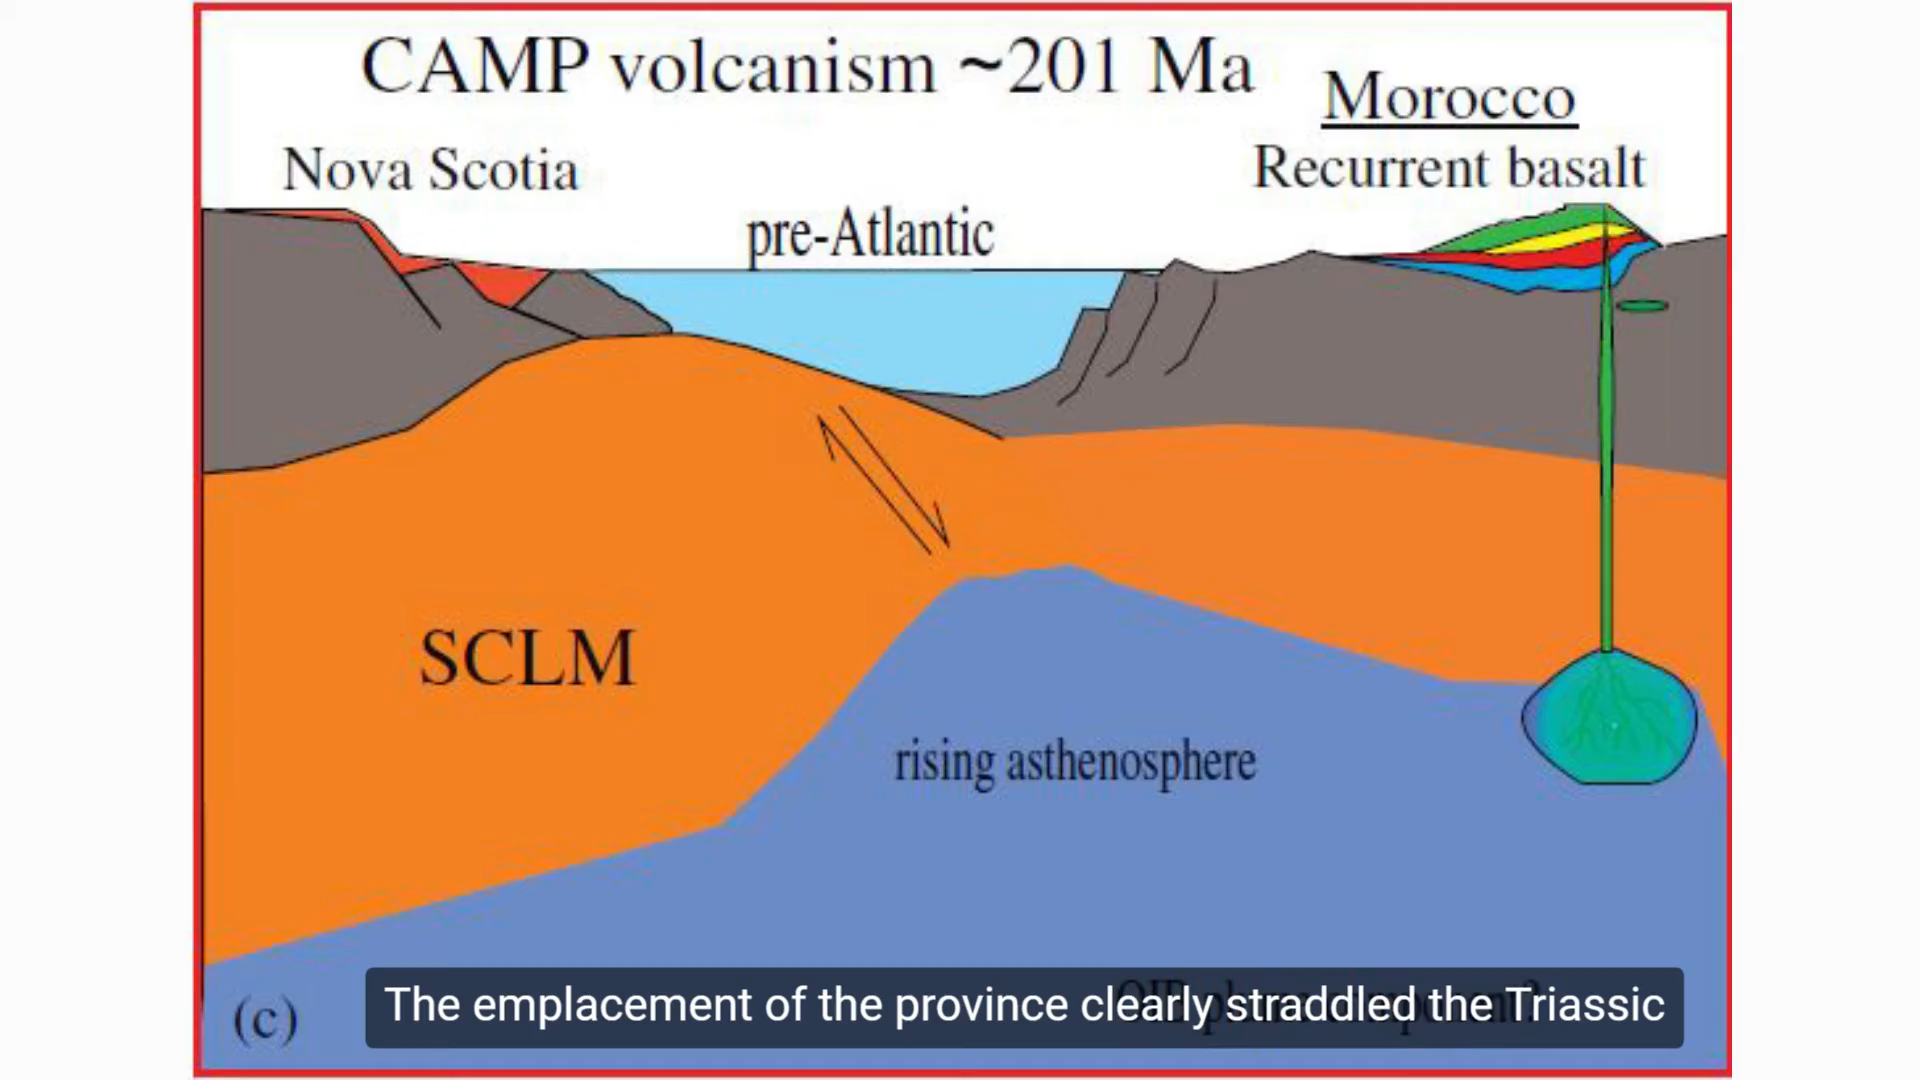 CAMP volcanism ~201 Ma
Morocco
Nova Scotia
Recurrent basalt
pre-Atlantic
SCLM
rising asthenosphere
(c)
The emplacement of the province clearly straddled the Triassic